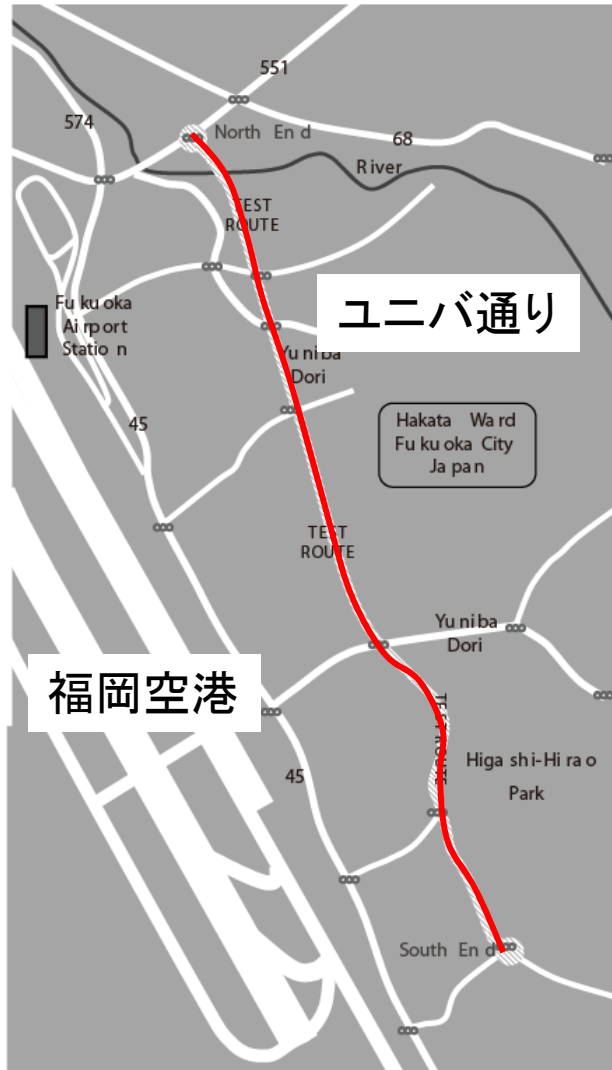 551
574
North End
68
River
TEST
ROUTE
ユニバ通り
Fukuoka
Airport
Station
Yuniba
Dori
45
Hakata Ward
Fukuoka City
Japan
TEST
ROUTE
Yuniba
Dori
福岡空港
TEST ROUTE
45
Higashi-Hirao
Park
South End